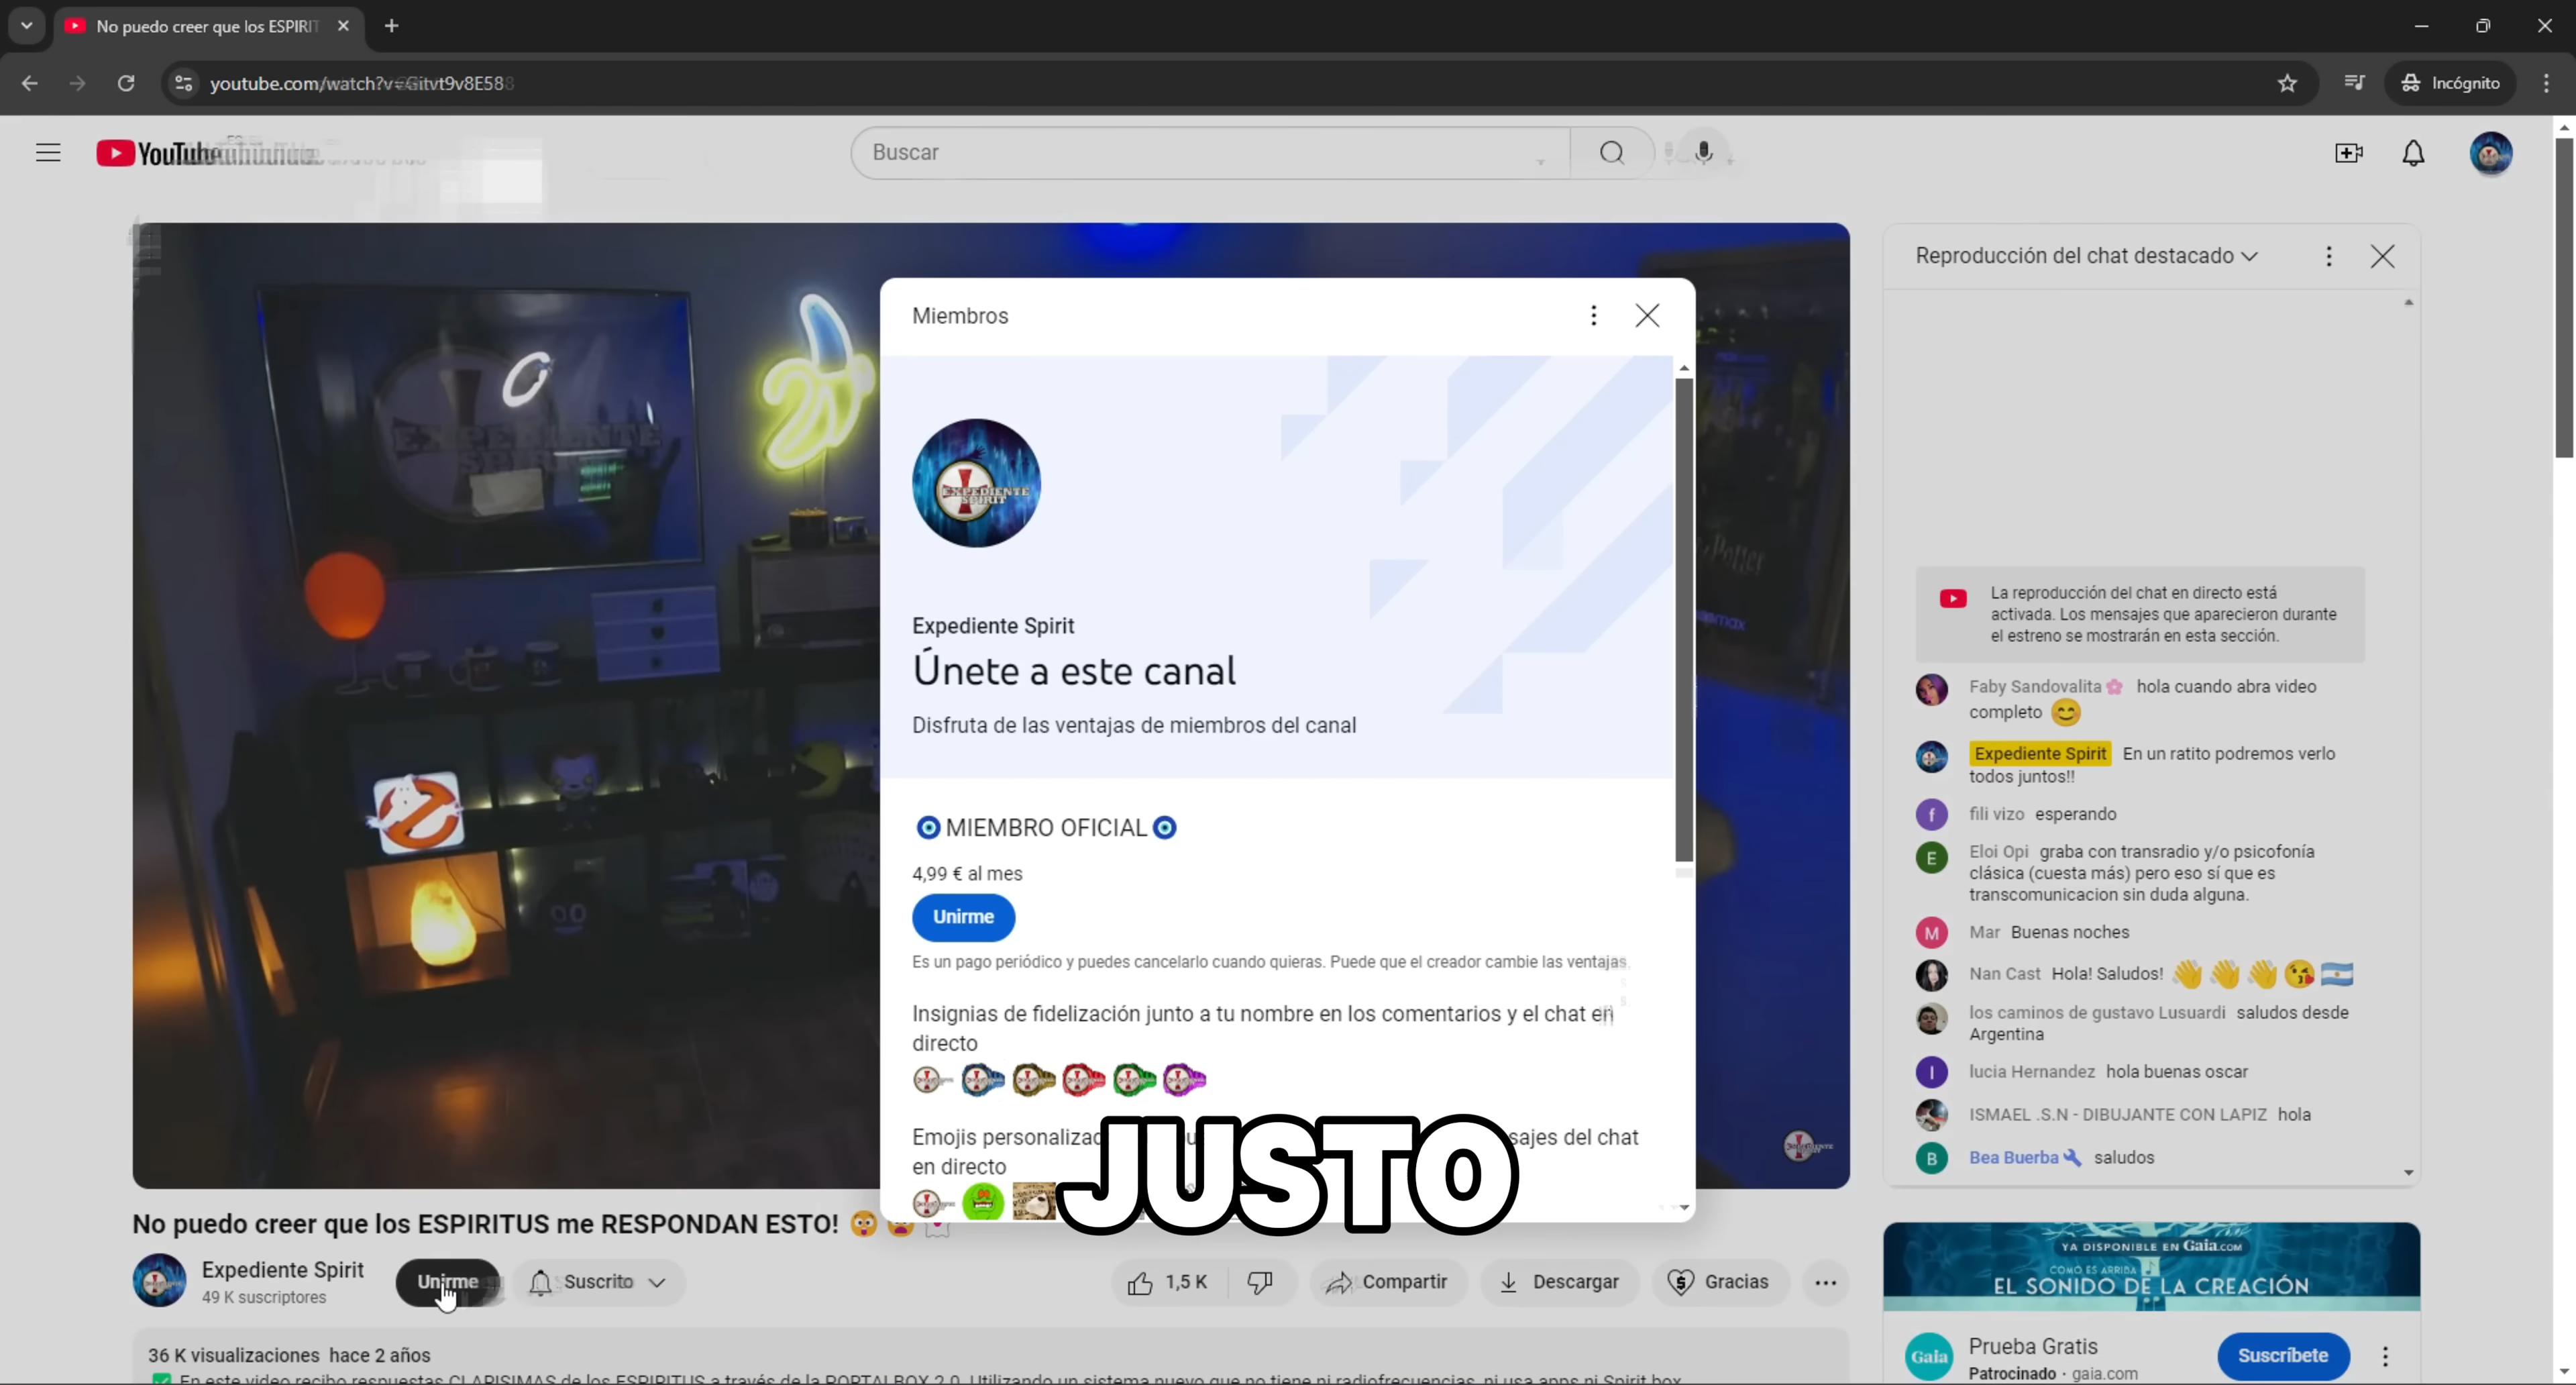 No puedo creer que los ESPIRIT
youtube.com/watch?v=Gitvt9v8E58
Incógnito
YouTube
Buscar
Miembros
EXPEDIENTE
SPIRIT
Expediente Spirit
Únete a este canal
Disfruta de las ventajas de miembros del canal
MIEMBRO OFICIAL
4,99 € al mes
Unirme
Es un pago periódico y puedes cancelarlo cuando quieras. Puede que el creador cambie las ventajas.
Insignias de fidelización junto a tu nombre en los comentarios y el chat en
directo
Emojis personalizad
sajes del chat
en directo
JUSTO
Reproducción del chat destacado
La reproducción del chat en directo está
activada. Los mensajes que aparecieron durante
el estreno se mostrarán en esta sección.
Faby Sandovalita hola cuando abra video
completo
Expediente Spirit En un ratito podremos verlo
todos juntos!!
fili vizo esperando
Eloi Opi graba con transradio y/o psicofonía
clásica (cuesta más) pero eso sí que es
transcomunicacion sin duda alguna.
Mar Buenas noches
Nan Cast Hola! Saludos!
los caminos de gustavo Lusuardi saludos desde
Argentina
lucia Hernandez hola buenas oscar
ISMAEL .S.N - DIBUJANTE CON LAPIZ hola
Bea Buerba saludos
No puedo creer que los ESPIRITUS me RESPONDAN ESTO!
Expediente Spirit
49 K suscriptores
Unirme
Suscrito
1,5 K
Compartir
Descargar
Gracias
36 K visualizaciones hace 2 años
En este video recibo respuestas CLARISIMAS de los ESPIRITUS a través de la PORTALBOX 2.0. Utilizando un sistema nuevo que no tiene ni radiofrecuencias, ni usa apps ni Spirit box
YA DISPONIBLE EN Gaia.COM
COMO ES ARRIBA
EL SONIDO DE LA CREACIÓN
Gaia
Prueba Gratis
Patrocinado · gaia.com
Suscríbete